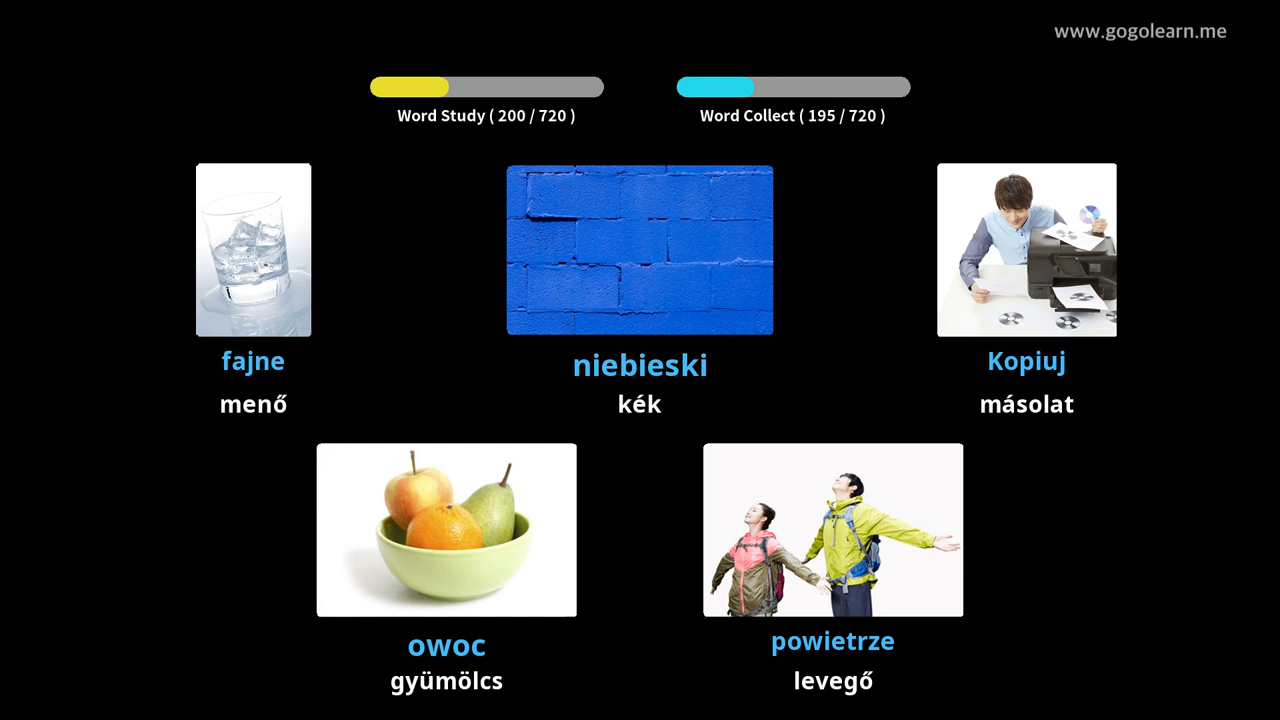 www.gogolearn.me
Word Study ( 200 / 720 )
Word Collect ( 195 / 720 )
fajne
menő
niebieski
kék
Kopiuj
másolat
owoc
gyümölcs
powietrze
levegő